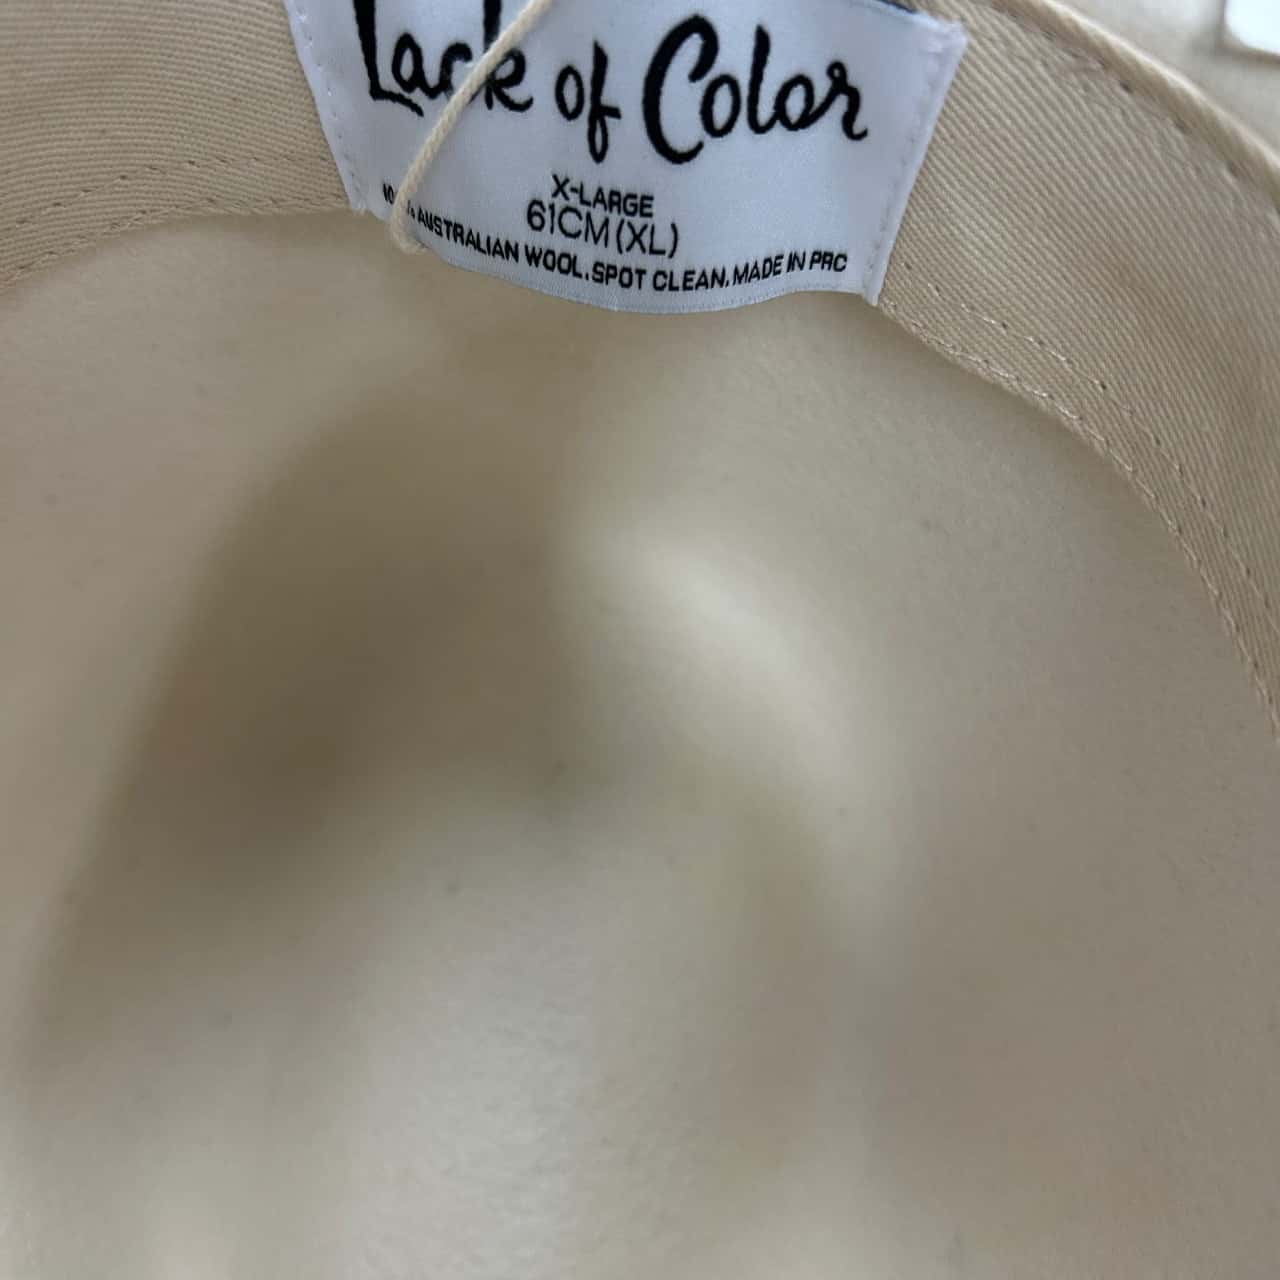 Lack of Color
X-LARGE
61CM(XL)
AUSTRALIAN WOOL. SPOT CLEAN. MADE IN PRC